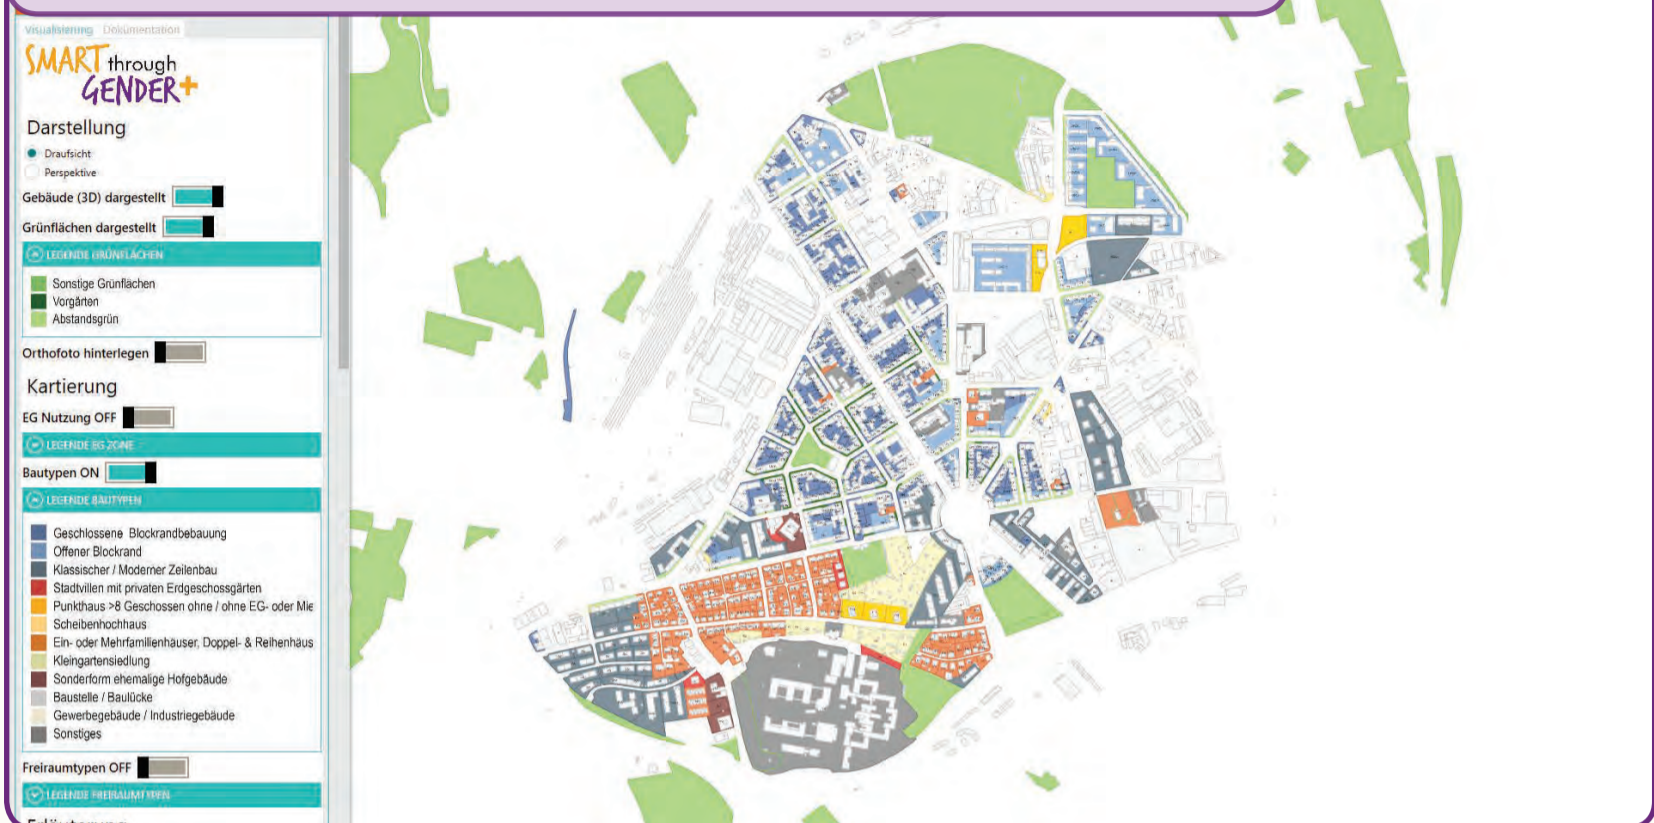 Visualisierung Dokumentation
SMART through
GENDER+
Darstellung
Draufsicht
Perspektive
Gebäude (3D) dargestellt
Grünflächen dargestellt
LEGENDE GRÜNFLÄCHEN
Sonstige Grünflächen
Vorgärten
Abstandsgrün
Orthofoto hinterlegen
Kartierung
EG Nutzung OFF
LEGENDE EG ZONE
Bautypen ON
LEGENDE BAUTYPEN
Geschlossene Blockrandbebauung
Offener Blockrand
Klassischer / Moderner Zeilenbau
Stadtvillen mit privaten Erdgeschossgärten
Punkthaus >8 Geschossen ohne / ohne EG- oder Mie
Scheibenhochhaus
Ein- oder Mehrfamilienhäuser, Doppel- & Reihenhäus
Kleingartensiedlung
Sonderform ehemalige Hofgebäude
Baustelle / Baulücke
Gewerbegebäude / Industriegebäude
Sonstiges
Freiraumtypen OFF
LEGENDE FREIRAUMTYPEN